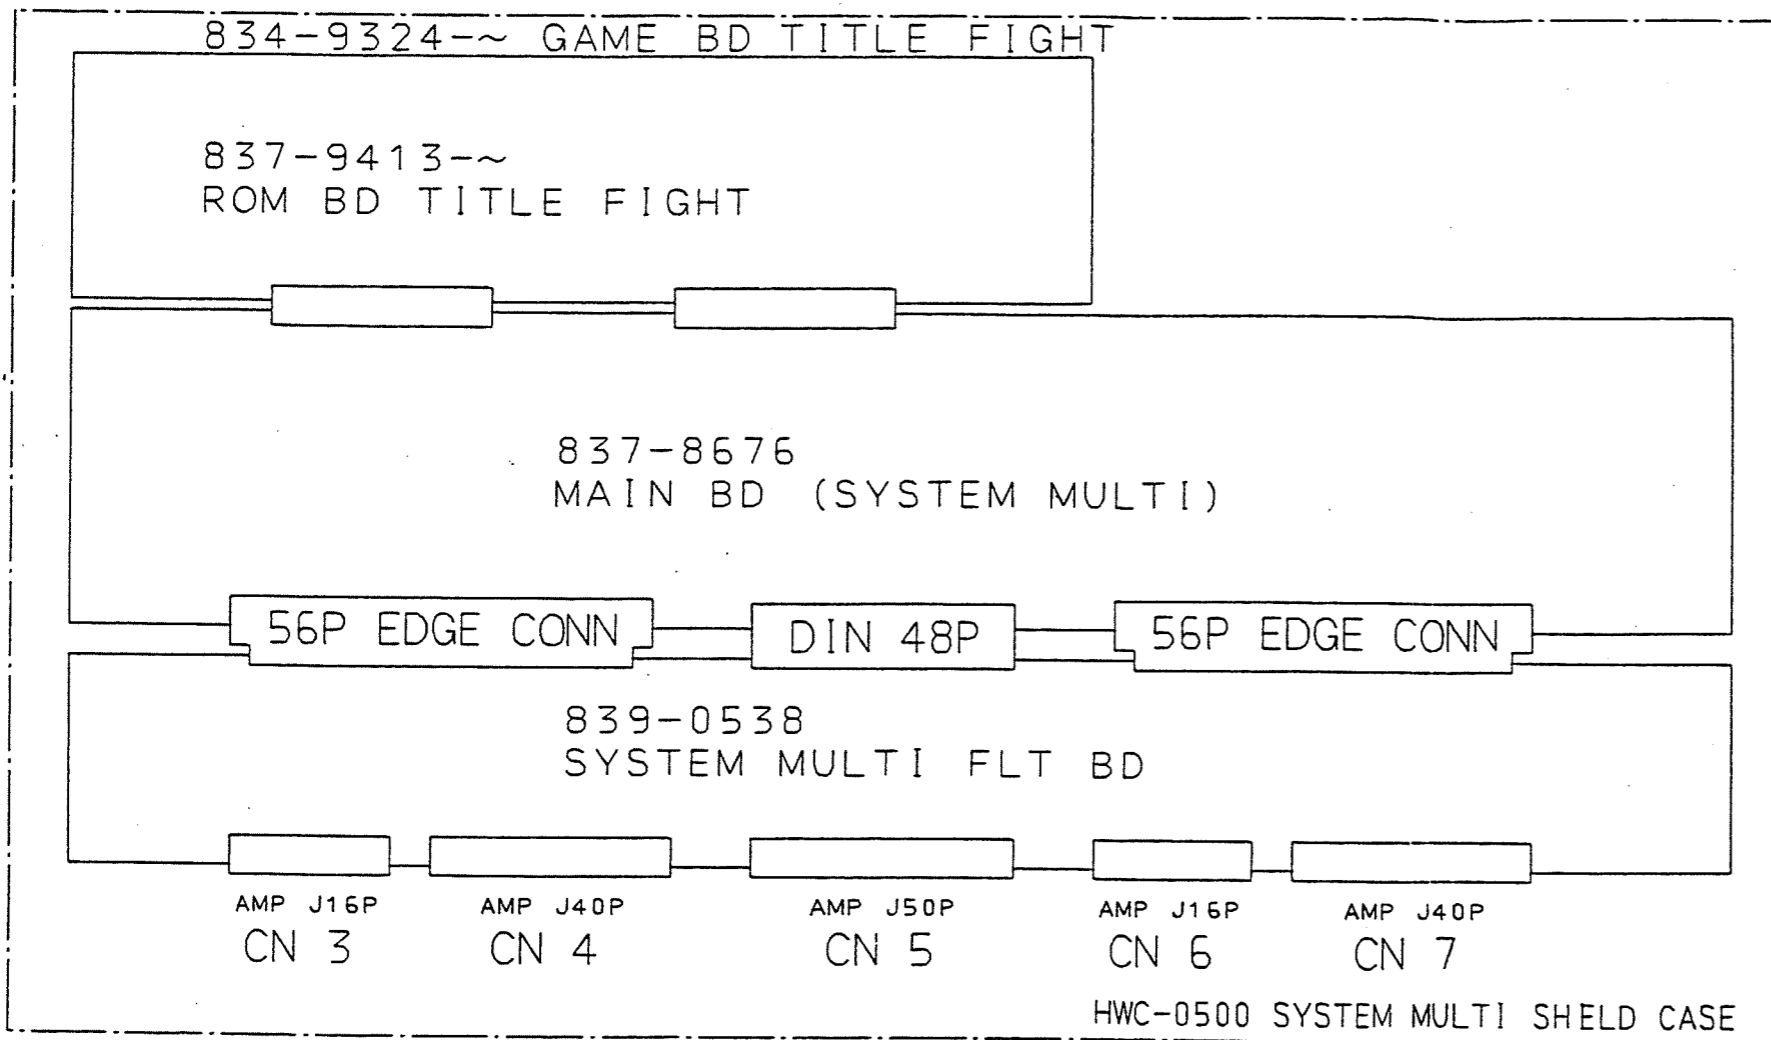 834-9324-~ GAME BD TITLE FIGHT
837-9413-~
ROM BD TITLE FIGHT
837-8676
MAIN BD (SYSTEM MULTI)
56P EDGE CONN
DIN 48P
56P EDGE CONN
839-0538
SYSTEM MULTI FLT BD
AMP J16P
CN 3
AMP J40P
CN 4
AMP J50P
CN 5
AMP J16P
CN 6
AMP J40P
CN 7
HWC-0500 SYSTEM MULTI SHELD CASE